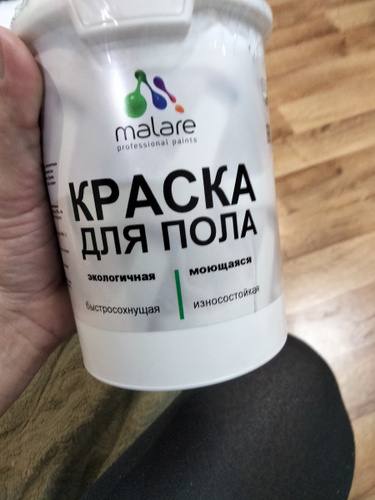 malare
professional paints
КРАСКА
ДЛЯ ПОЛА
экологичная моющаяся
быстросохнущая износостойкая